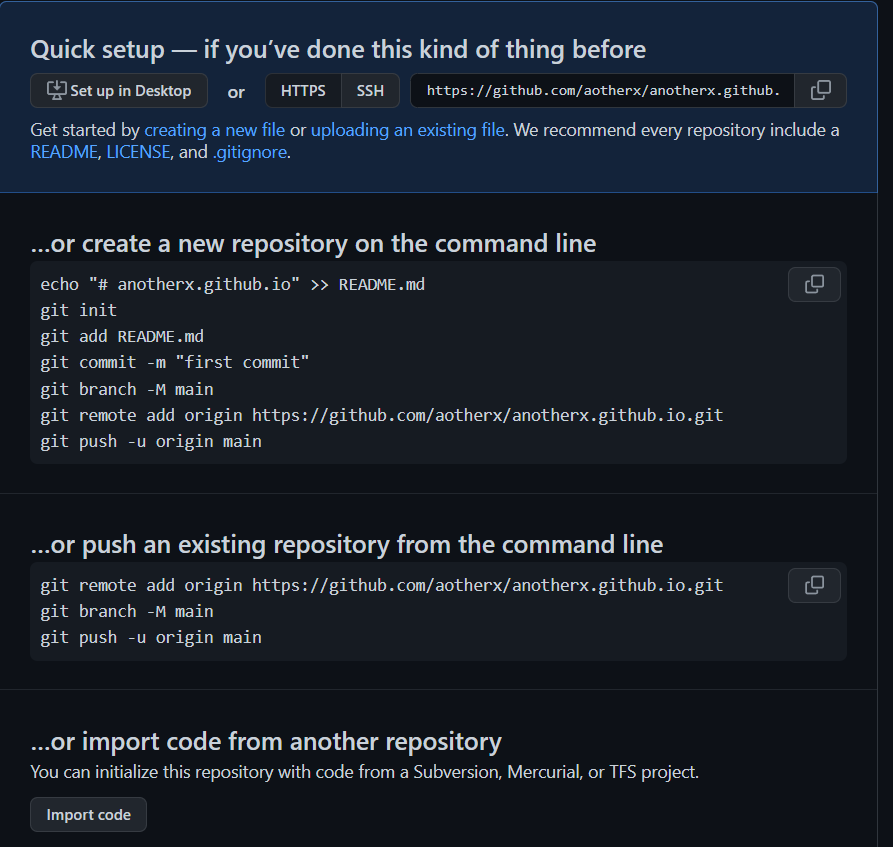 Quick setup — if you’ve done this kind of thing before
Set up in Desktop or HTTPS SSH https://github.com/aotherx/anotherx.github.
Get started by creating a new file or uploading an existing file. We recommend every repository include a
README, LICENSE, and .gitignore.
…or create a new repository on the command line
echo "# anotherx.github.io" >> README.md
git init
git add README.md
git commit -m "first commit"
git branch -M main
git remote add origin https://github.com/aotherx/anotherx.github.io.git
git push -u origin main
…or push an existing repository from the command line
git remote add origin https://github.com/aotherx/anotherx.github.io.git
git branch -M main
git push -u origin main
…or import code from another repository
You can initialize this repository with code from a Subversion, Mercurial, or TFS project.
Import code